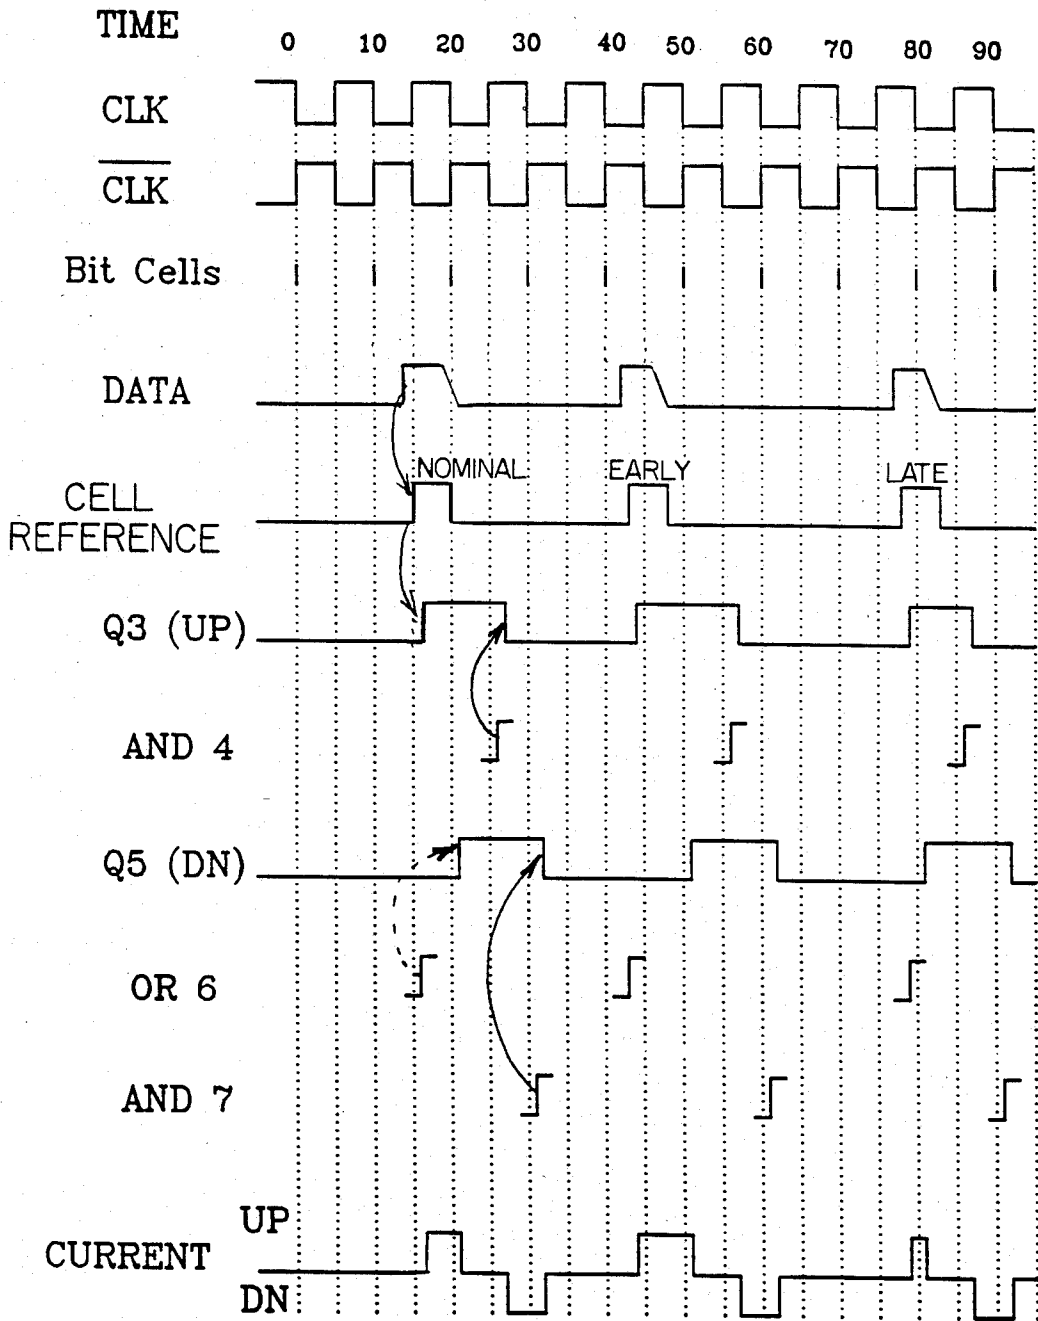 TIME
0 10 20 30 40 50 60 70 80 90
CLK
CLK
Bit Cells
DATA
NOMINAL EARLY LATE
CELL
REFERENCE
Q3 (UP)
AND 4
Q5 (DN)
OR 6
AND 7
UP
CURRENT
DN